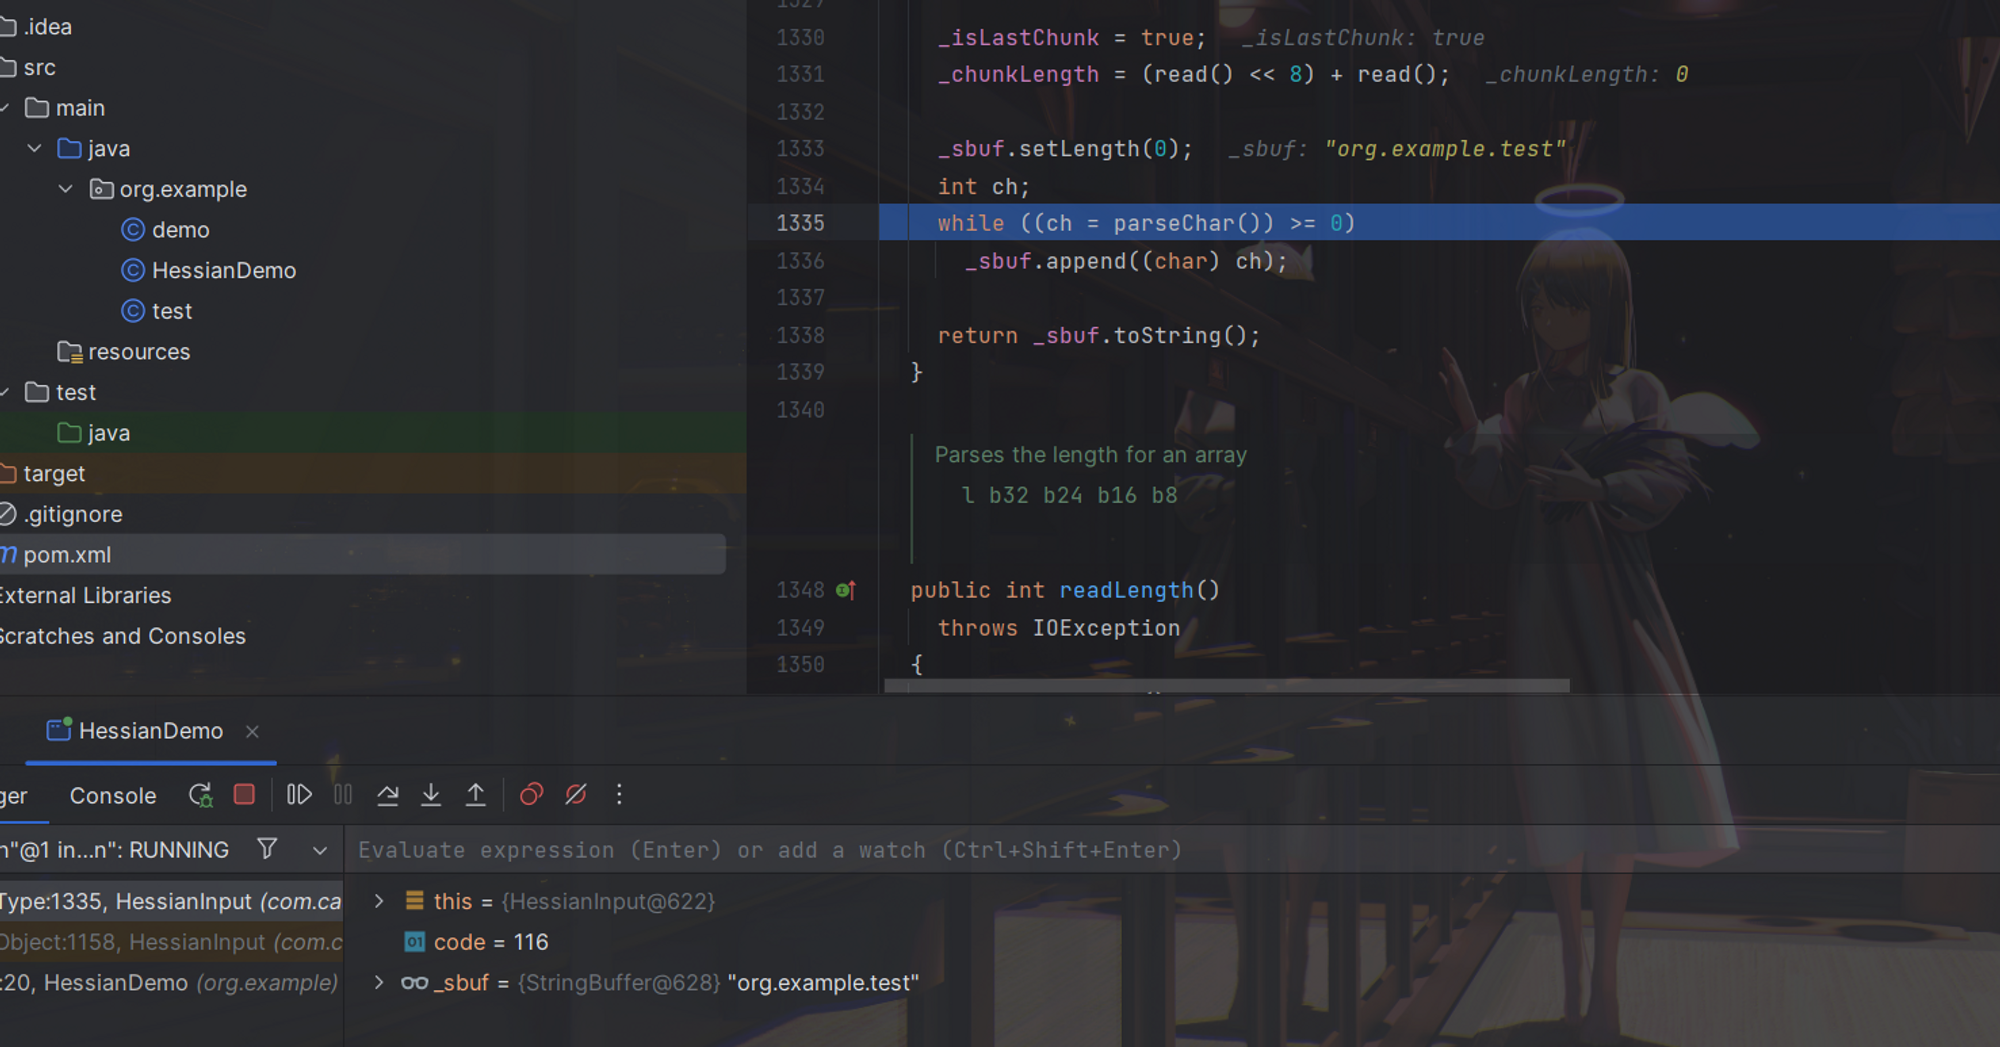 .idea
src
main
java
org.example
demo
HessianDemo
test
resources
test
java
target
.gitignore
pom.xml
External Libraries
Scratches and Consoles
1330 _isLastChunk = true; _isLastChunk: true
1331 _chunkLength = (read() << 8) + read(); _chunkLength: 0
1332
1333 _sbuf.setLength(0); _sbuf: "org.example.test"
1334 int ch;
1335 while ((ch = parseChar()) >= 0)
1336 _sbuf.append((char) ch);
1337
1338 return _sbuf.toString();
1339 }
1340
Parses the length for an array
l b32 b24 b16 b8
1348 public int readLength()
1349 throws IOException
1350 {
HessianDemo
ger Console
n"@1 in...n": RUNNING
Evaluate expression (Enter) or add a watch (Ctrl+Shift+Enter)
Type:1335, HessianInput (com.ca
Object:1158, HessianInput (com.c
:20, HessianDemo (org.example)
this = {HessianInput@622}
01 code = 116
_sbuf = {StringBuffer@628} "org.example.test"